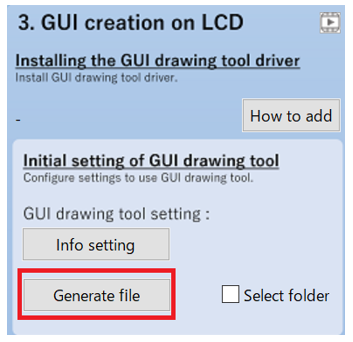 3. GUI creation on LCD
Installing the GUI drawing tool driver
Install GUI drawing tool driver.
-
How to add
Initial setting of GUI drawing tool
Configure settings to use GUI drawing tool.
GUI drawing tool setting :
Info setting
Generate file
Select folder